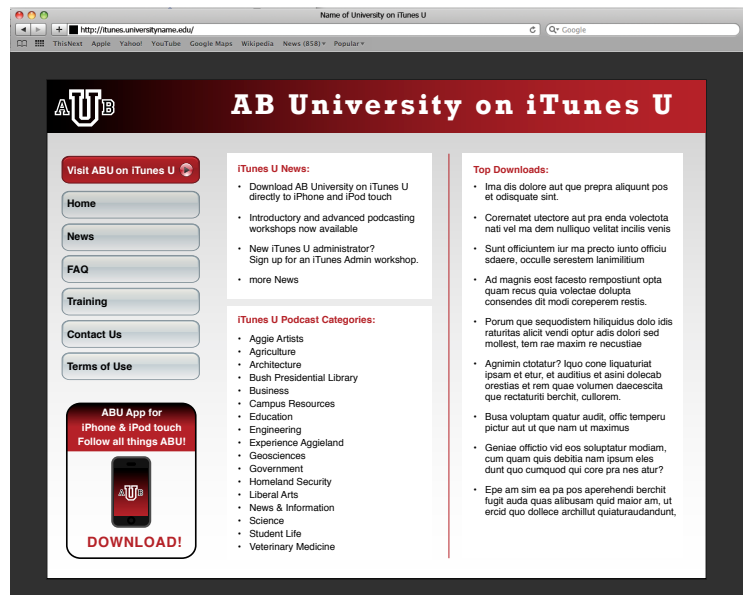 Name of University on iTunes U
http://itunes.universityname.edu/
Google
ThisNext Apple Yahoo! YouTube Google Maps Wikipedia News (858) Popular
AUB
AB University on iTunes U
Visit ABU on iTunes U
Home
News
FAQ
Training
Contact Us
Terms of Use
ABU App for
iPhone & iPod touch
Follow all things ABU!
AUB
DOWNLOAD!
iTunes U News:
• Download AB University on iTunes U
directly to iPhone and iPod touch
• Introductory and advanced podcasting
workshops now available
• New iTunes U administrator?
Sign up for an iTunes Admin workshop.
• more News
iTunes U Podcast Categories:
• Aggie Artists
• Agriculture
• Architecture
• Bush Presidential Library
• Business
• Campus Resources
• Education
• Engineering
• Experience Aggieland
• Geosciences
• Government
• Homeland Security
• Liberal Arts
• News & Information
• Science
• Student Life
• Veterinary Medicine
Top Downloads:
• Ima dis dolore aut que prepra aliquunt pos
et odisquate sint.
• Corernatet utectore aut pra enda volectota
nati vel ma dem nulliquo velitat incilis venis
• Sunt officiuntem iur ma precto iunto officiu
sdaere, occulle serestem lanimilitium
• Ad magnis eost facesto rempostiunt opta
quam recus quia volectae dolupta
consendes dit modi coreperem restis.
• Porum que sequodistem hiliquidus dolo idis
raturitas alicit vendi optur adis dolori sed
mollest, tem rae maxim re necustiae
• Agnimin ctotatur? Iquo cone liquaturiat
ipsam et etur, et auditius et asini dolecab
orestias et rem quae volumen daecescita
que rectaturiti berchit, cullorem.
• Busa voluptam quatur audit, offic temperu
pictur aut ut que nam ut maximus
• Geniae offictio vid eos soluptatur modiam,
cum quam quis debitia nam ipsum eles
dunt quo cumquod qui core pra nes atur?
• Epe am sim ea pa pos aperehendi berchit
fugit auda quas alibusam quid maior am, ut
ercid quo dollece archillut quiaturaudandunt,